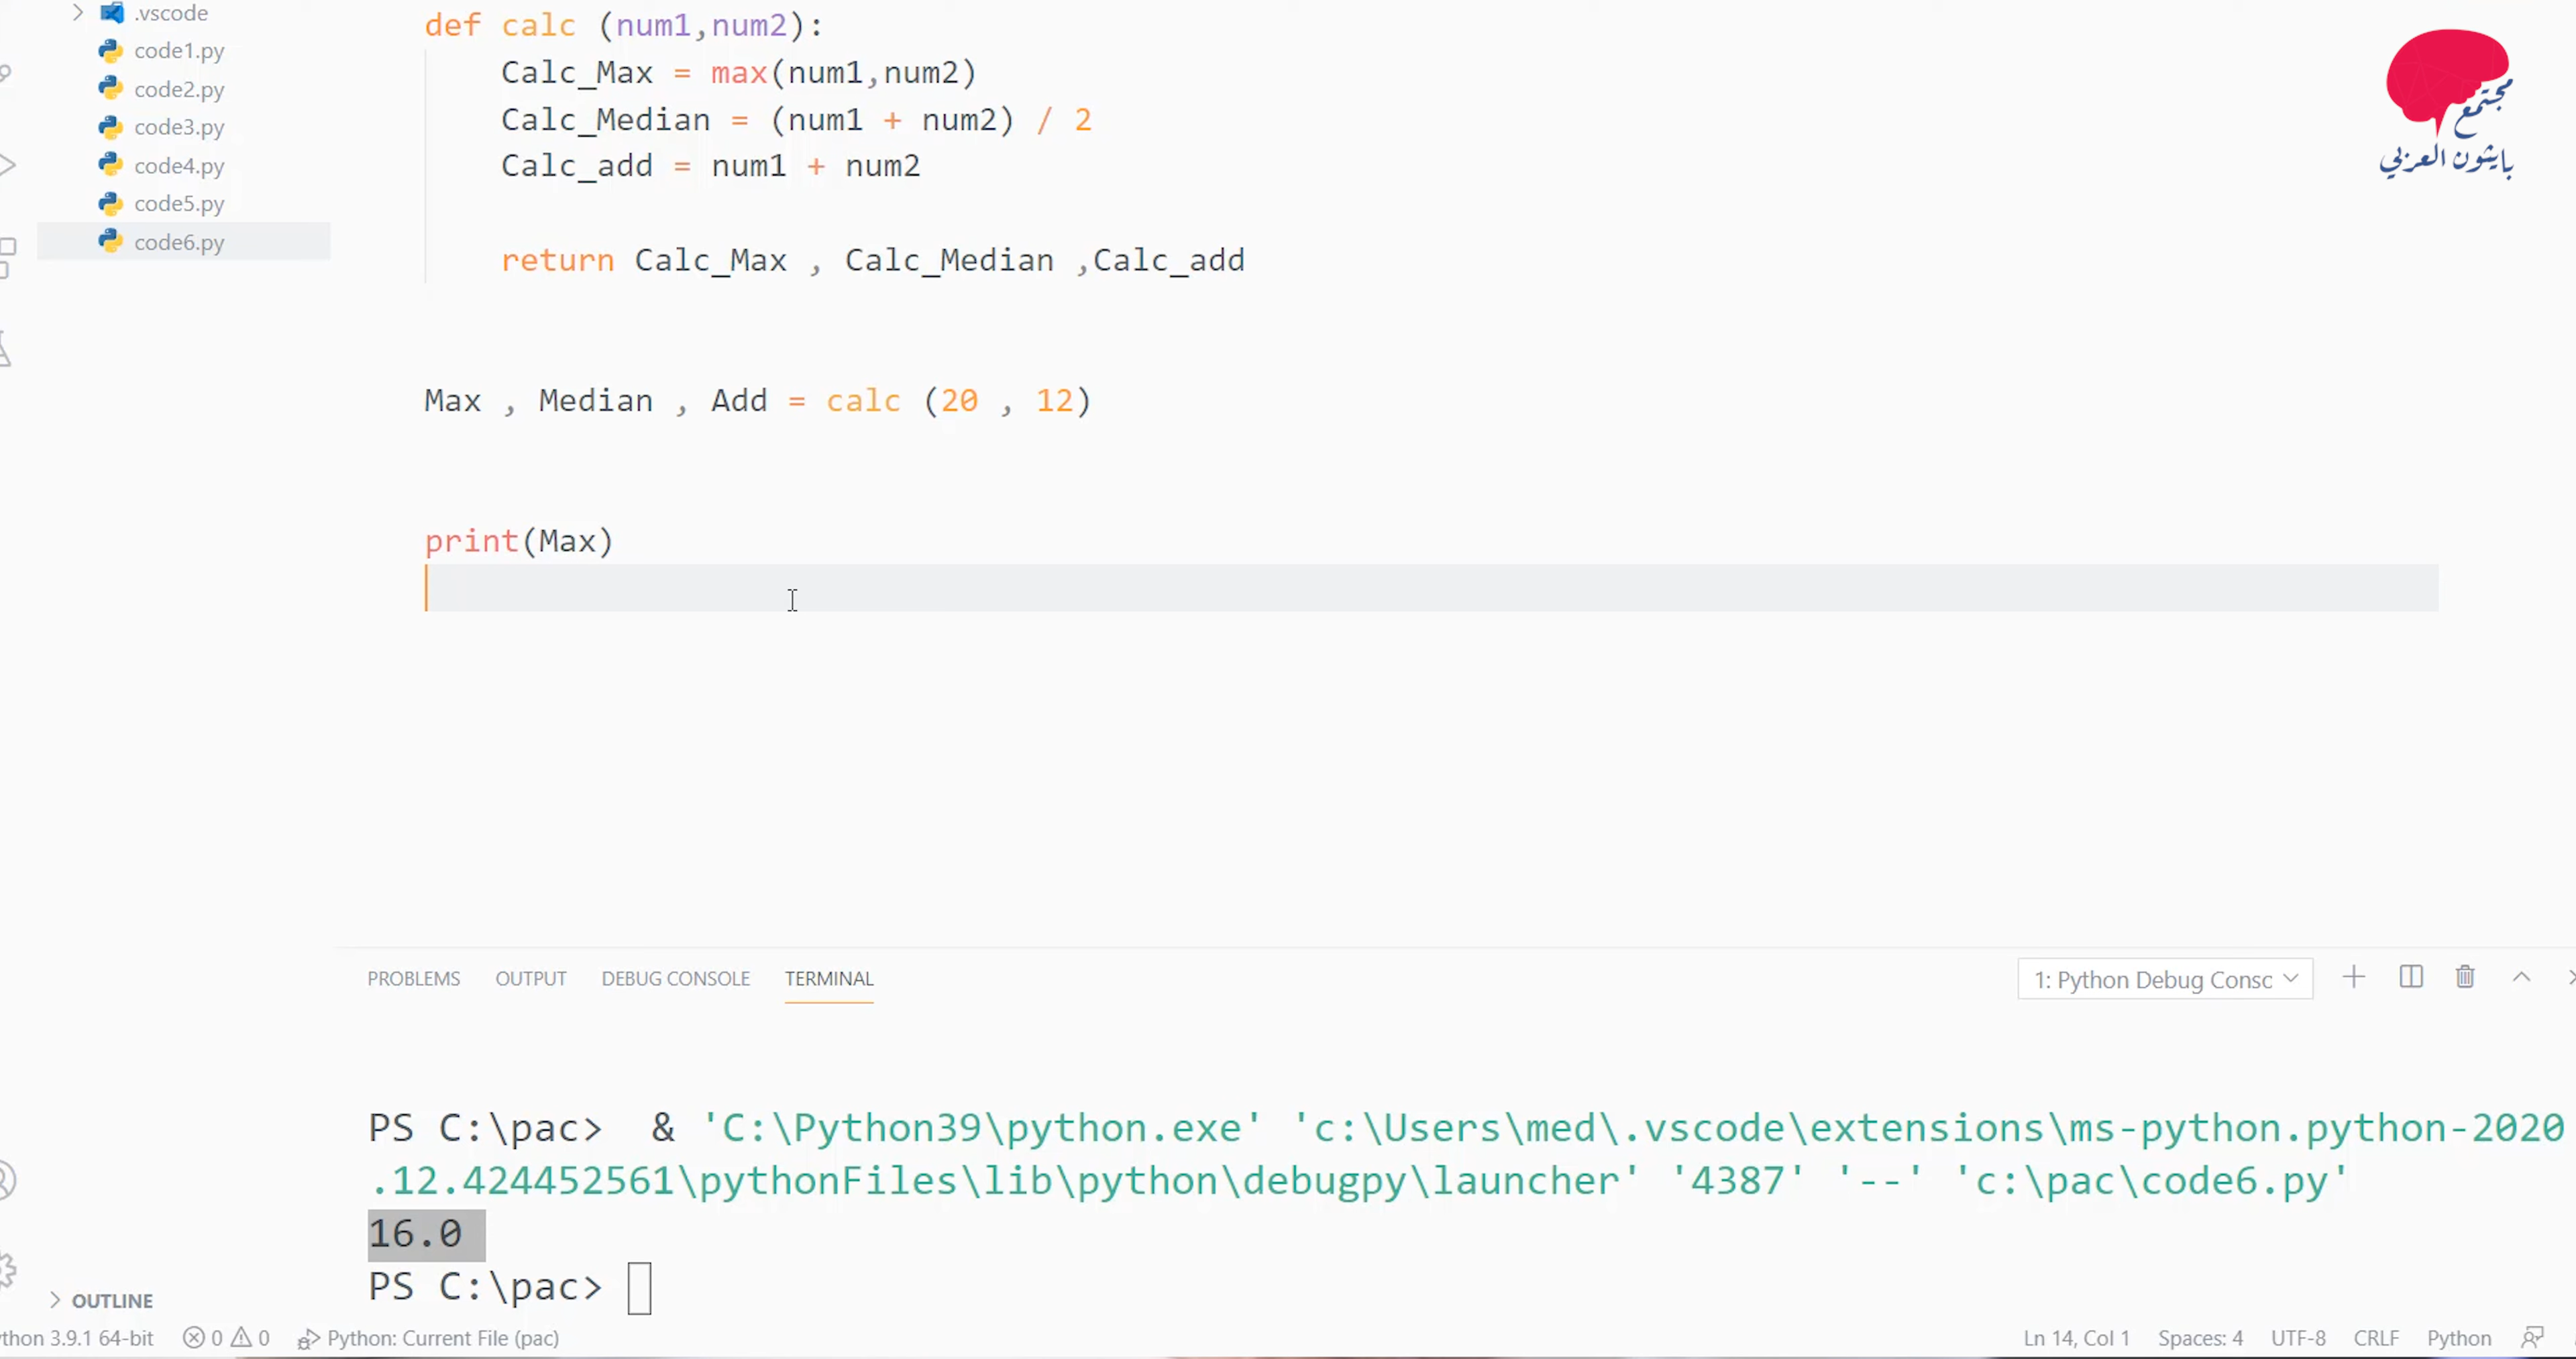 .vscode
code1.py
code2.py
code3.py
code4.py
code5.py
code6.py
def calc (num1,num2):
Calc_Max = max(num1,num2)
Calc_Median = (num1 + num2) / 2
Calc_add = num1 + num2
return Calc_Max , Calc_Median ,Calc_add
Max , Median , Add = calc (20 , 12)
print(Max)
مجتمع
بايثون العربي
PROBLEMS OUTPUT DEBUG CONSOLE TERMINAL
1: Python Debug Consc
PS C:\pac>  & 'C:\Python39\python.exe' 'c:\Users\med\.vscode\extensions\ms-python.python-2020
.12.424452561\pythonFiles\lib\python\debugpy\launcher' '4387' '--' 'c:\pac\code6.py'
16.0
PS C:\pac>
OUTLINE
thon 3.9.1 64-bit 0 0 Python: Current File (pac) Ln 14, Col 1 Spaces: 4 UTF-8 CRLF Python